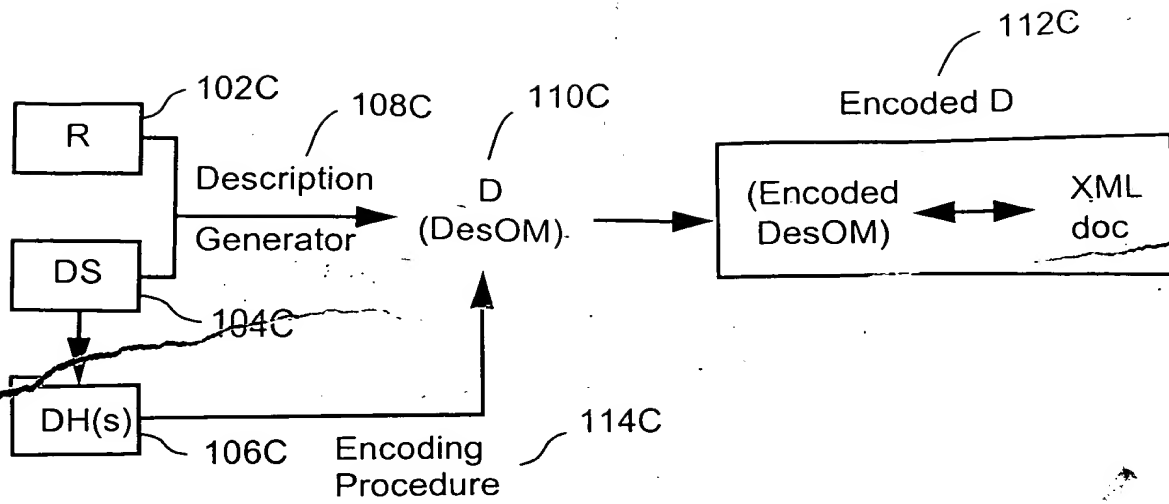 112C
102C
108C
110C
Encoded D
R
Description
Generator
D
(DesOM)
(Encoded
DesOM)
XML
doc
DS
104C
DH(s)
106C
Encoding
Procedure
114C